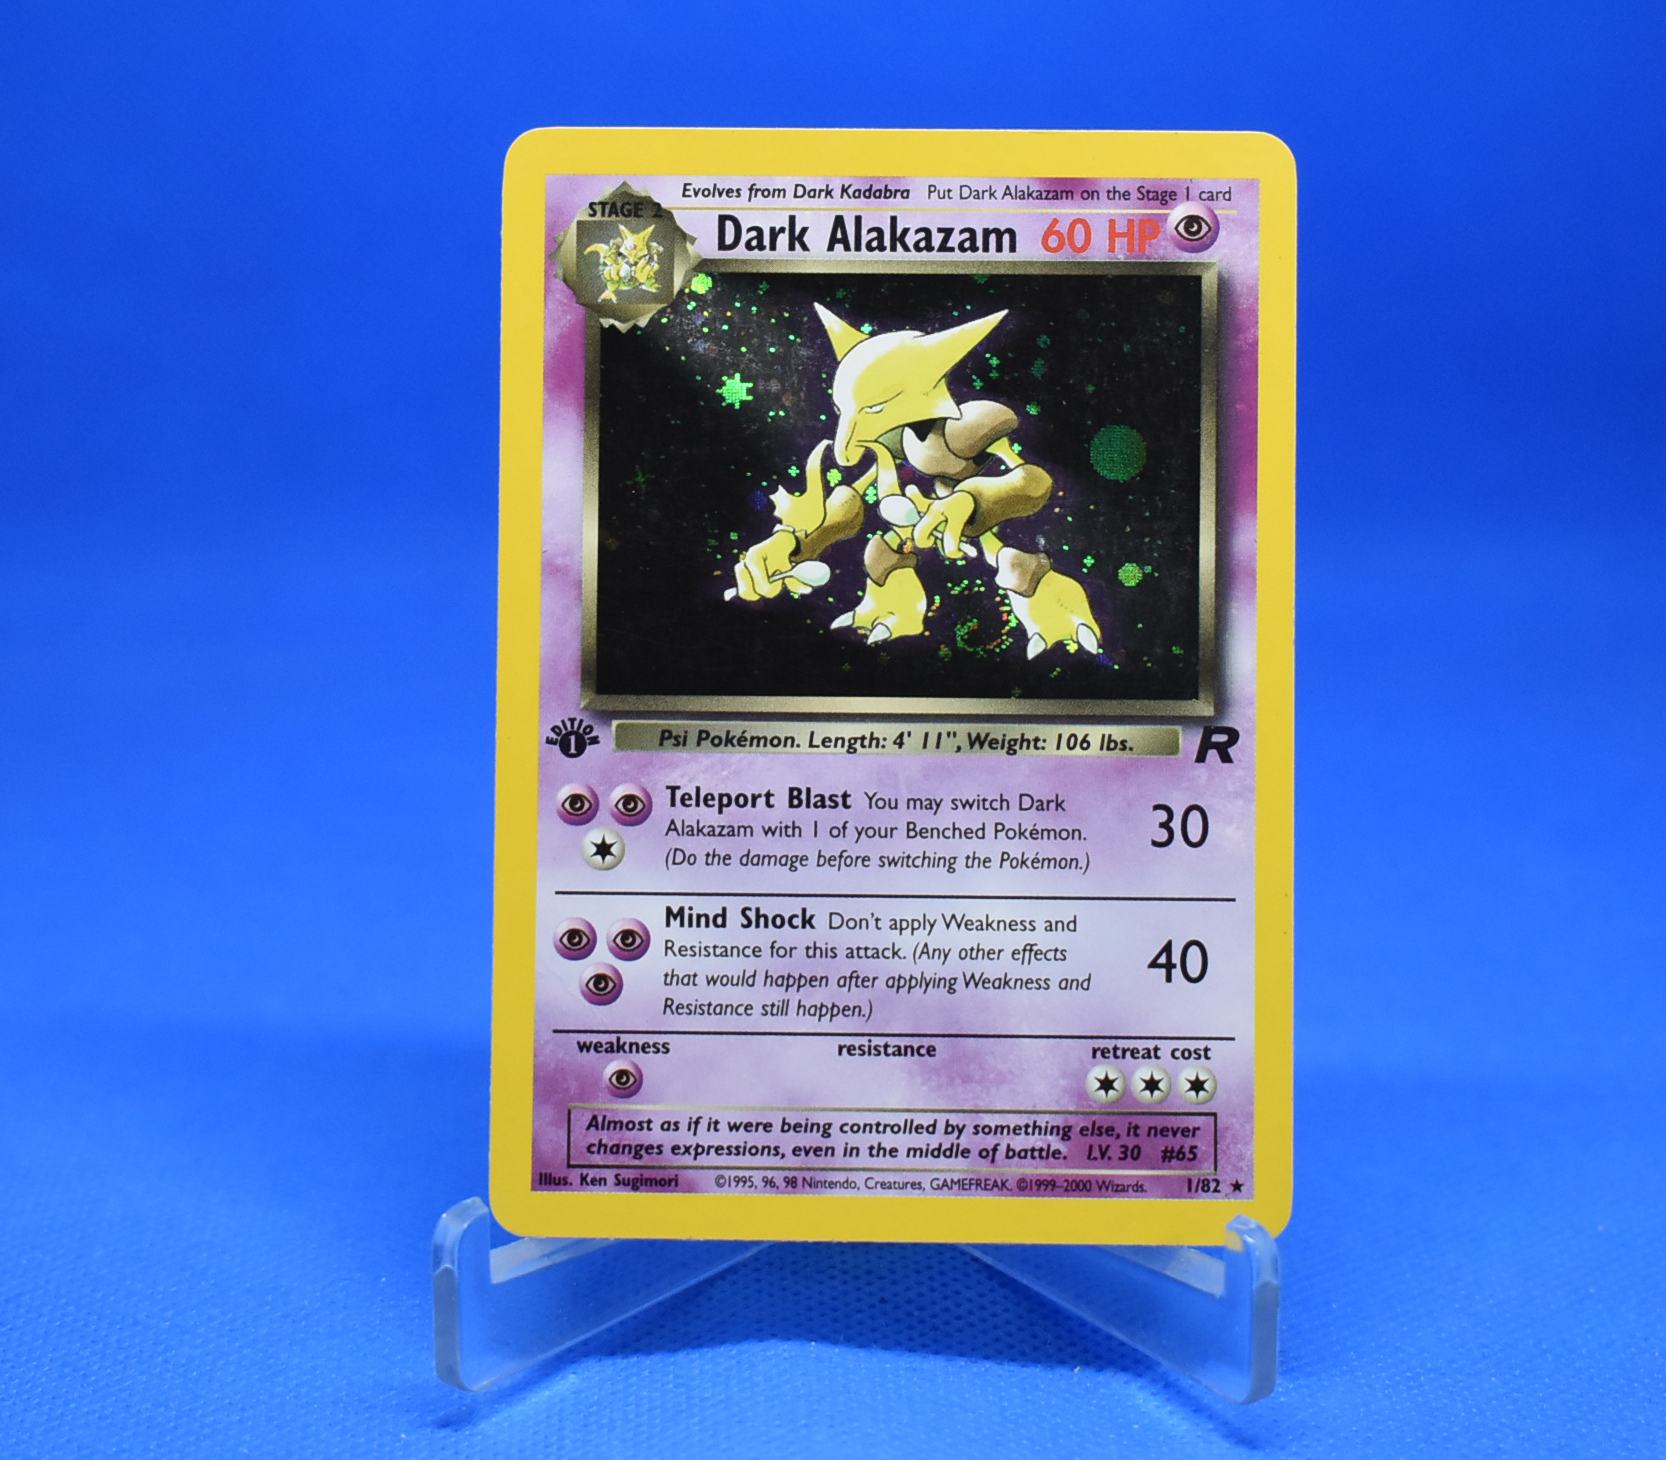 Evolves from Dark Kadabra Put Dark Alakazam on the Stage 1 card
STAGE 2
Dark Alakazam 60 HP
EDITION
1
Psi Pokémon. Length: 4' 11", Weight: 106 lbs.
R
Teleport Blast You may switch Dark
Alakazam with 1 of your Benched Pokémon.
(Do the damage before switching the Pokémon.)
30
Mind Shock Don't apply Weakness and
Resistance for this attack. (Any other effects
that would happen after applying Weakness and
Resistance still happen.)
40
weakness resistance retreat cost
Almost as if it were being controlled by something else, it never
changes expressions, even in the middle of battle. LV. 30 #65
Illus. Ken Sugimori ©1995, 96, 98 Nintendo, Creatures, GAMEFREAK. ©1999–2000 Wizards. 1/82 ★